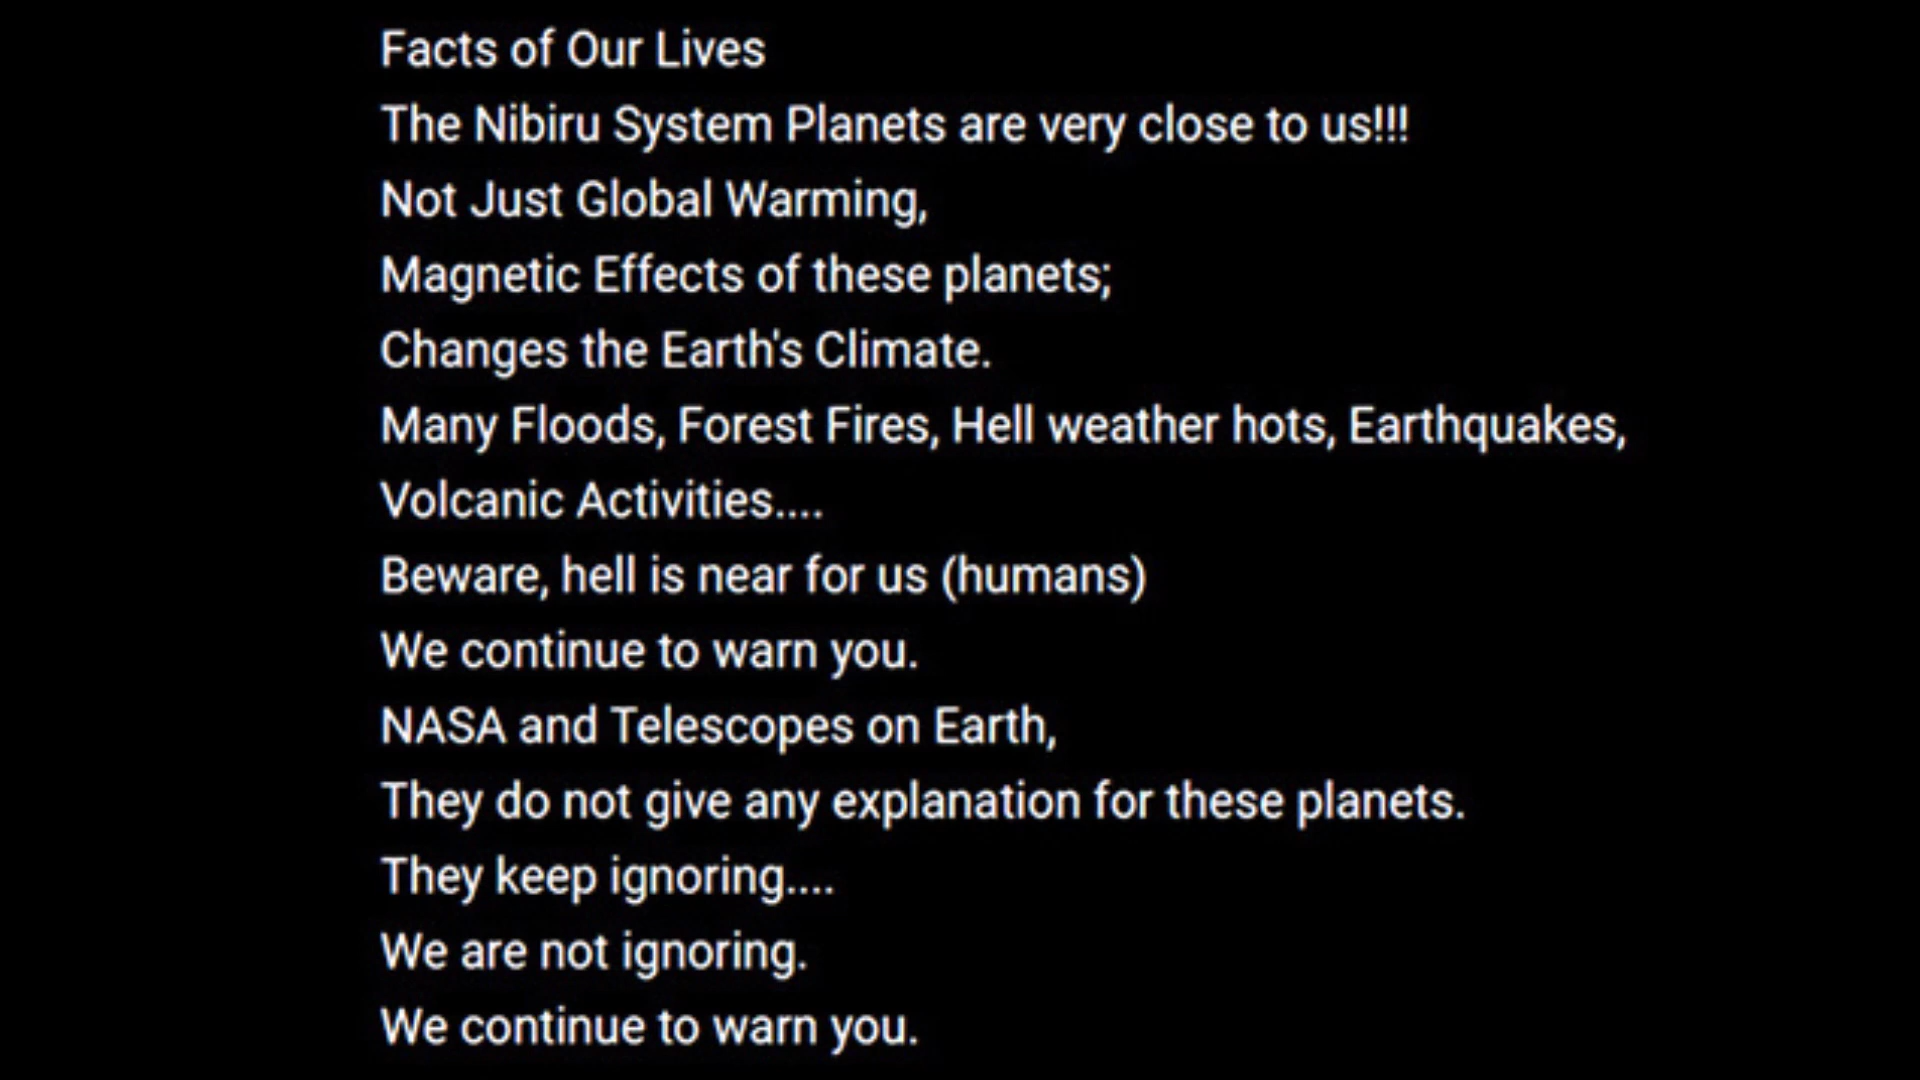 Facts of Our Lives
The Nibiru System Planets are very close to us!!!
Not Just Global Warming,
Magnetic Effects of these planets;
Changes the Earth's Climate.
Many Floods, Forest Fires, Hell weather hots, Earthquakes,
Volcanic Activities....
Beware, hell is near for us (humans)
We continue to warn you.
NASA and Telescopes on Earth,
They do not give any explanation for these planets.
They keep ignoring....
We are not ignoring.
We continue to warn you.